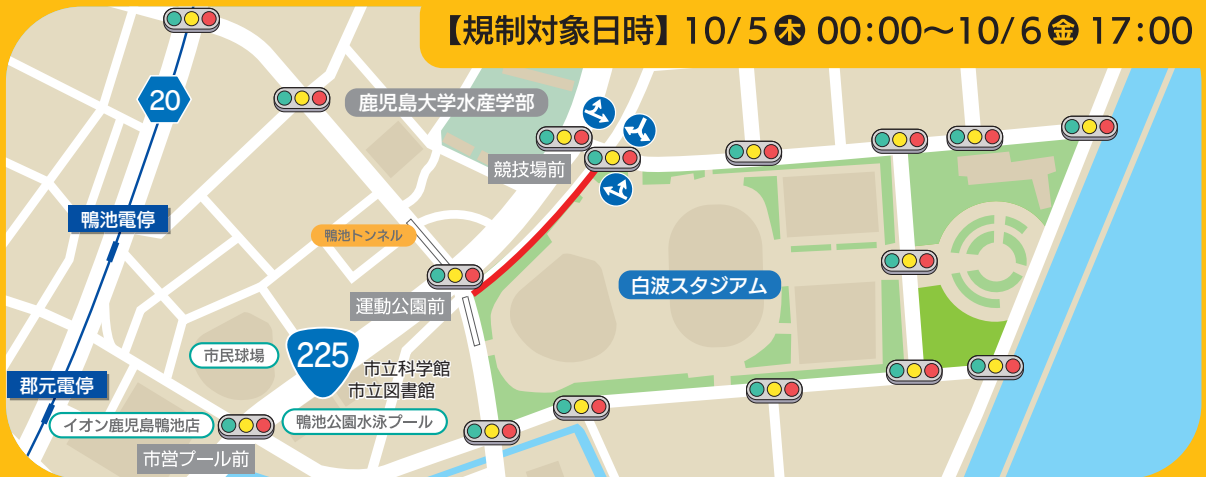 【規制対象日時】10/5㊍ 00:00～10/6㊎ 17:00
20
鹿児島大学水産学部
競技場前
鴨池電停
鴨池トンネル
白波スタジアム
運動公園前
市民球場
225
市立科学館
市立図書館
郡元電停
イオン鹿児島鴨池店
鴨池公園水泳プール
市営プール前